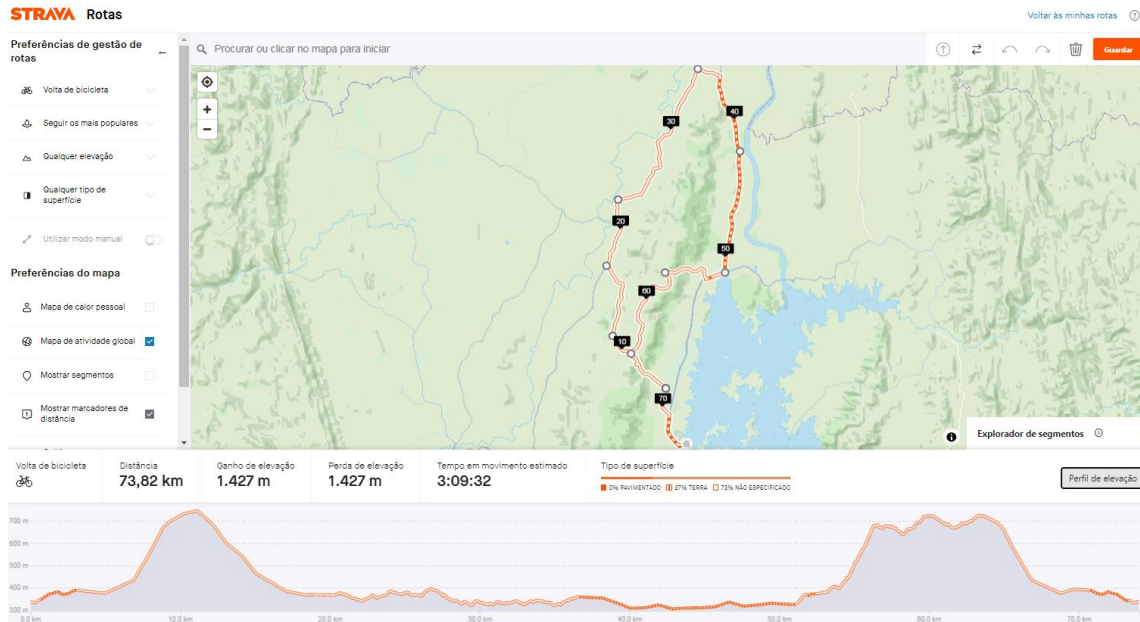 STRAVA Rotas
Voltar às minhas rotas
Preferências de gestão de
rotas
Procurar ou clicar no mapa para iniciar
Guardar
Volta de bicicleta
Seguir os mais populares
Qualquer elevação
Qualquer tipo de
superfície
Utilizar modo manual
Preferências do mapa
Mapa de calor pessoal
Mapa de atividade global
Mostrar segmentos
Mostrar marcadores de
distância
40
30
20
50
60
10
70
Explorador de segmentos
Volta de bicicleta
Distância
73,82 km
Ganho de elevação
1.427 m
Perda de elevação
1.427 m
Tempo em movimento estimado
3:09:32
Tipo de superfície
0% PAVIMENTADO 27% TERRA 72% NÃO ESPECIFICADO
Perfil de elevação
700 m
600 m
500 m
400 m
300 m
0.0 km 10.0 km 20.0 km 30.0 km 40.0 km 50.0 km 60.0 km 70.0 km